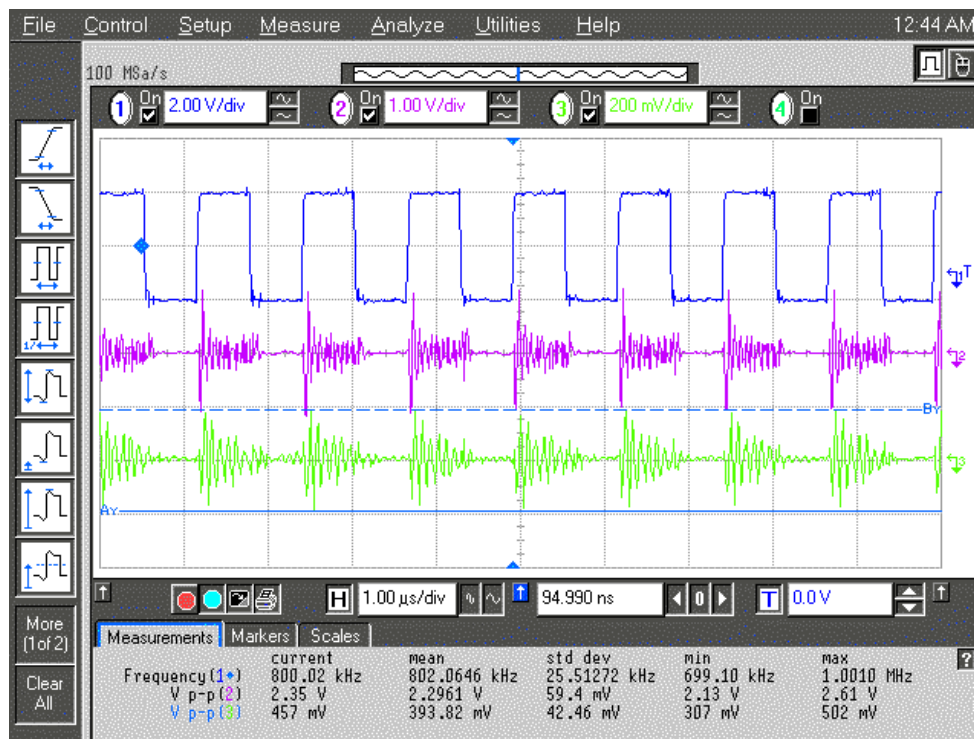 File Control Setup Measure Analyze Utilities Help 12:44 AM
100 MSa/s
1 On 2.00 V/div 2 On 1.00 V/div 3 On 200 mV/div 4 On
1 T
2
By
3
Ay
1/
More
(1of 2)
Clear
All
H 1.00 µs/div 94.990 ns 0 T 0.0 V
Measurements Markers Scales
current mean std dev min max
Frequency(1) 800.02 kHz 802.0646 kHz 25.51272 kHz 699.10 kHz 1.0010 MHz
V p-p(2) 2.35 V 2.2961 V 59.4 mV 2.13 V 2.61 V
V p-p(3) 457 mV 393.82 mV 42.46 mV 307 mV 502 mV
?